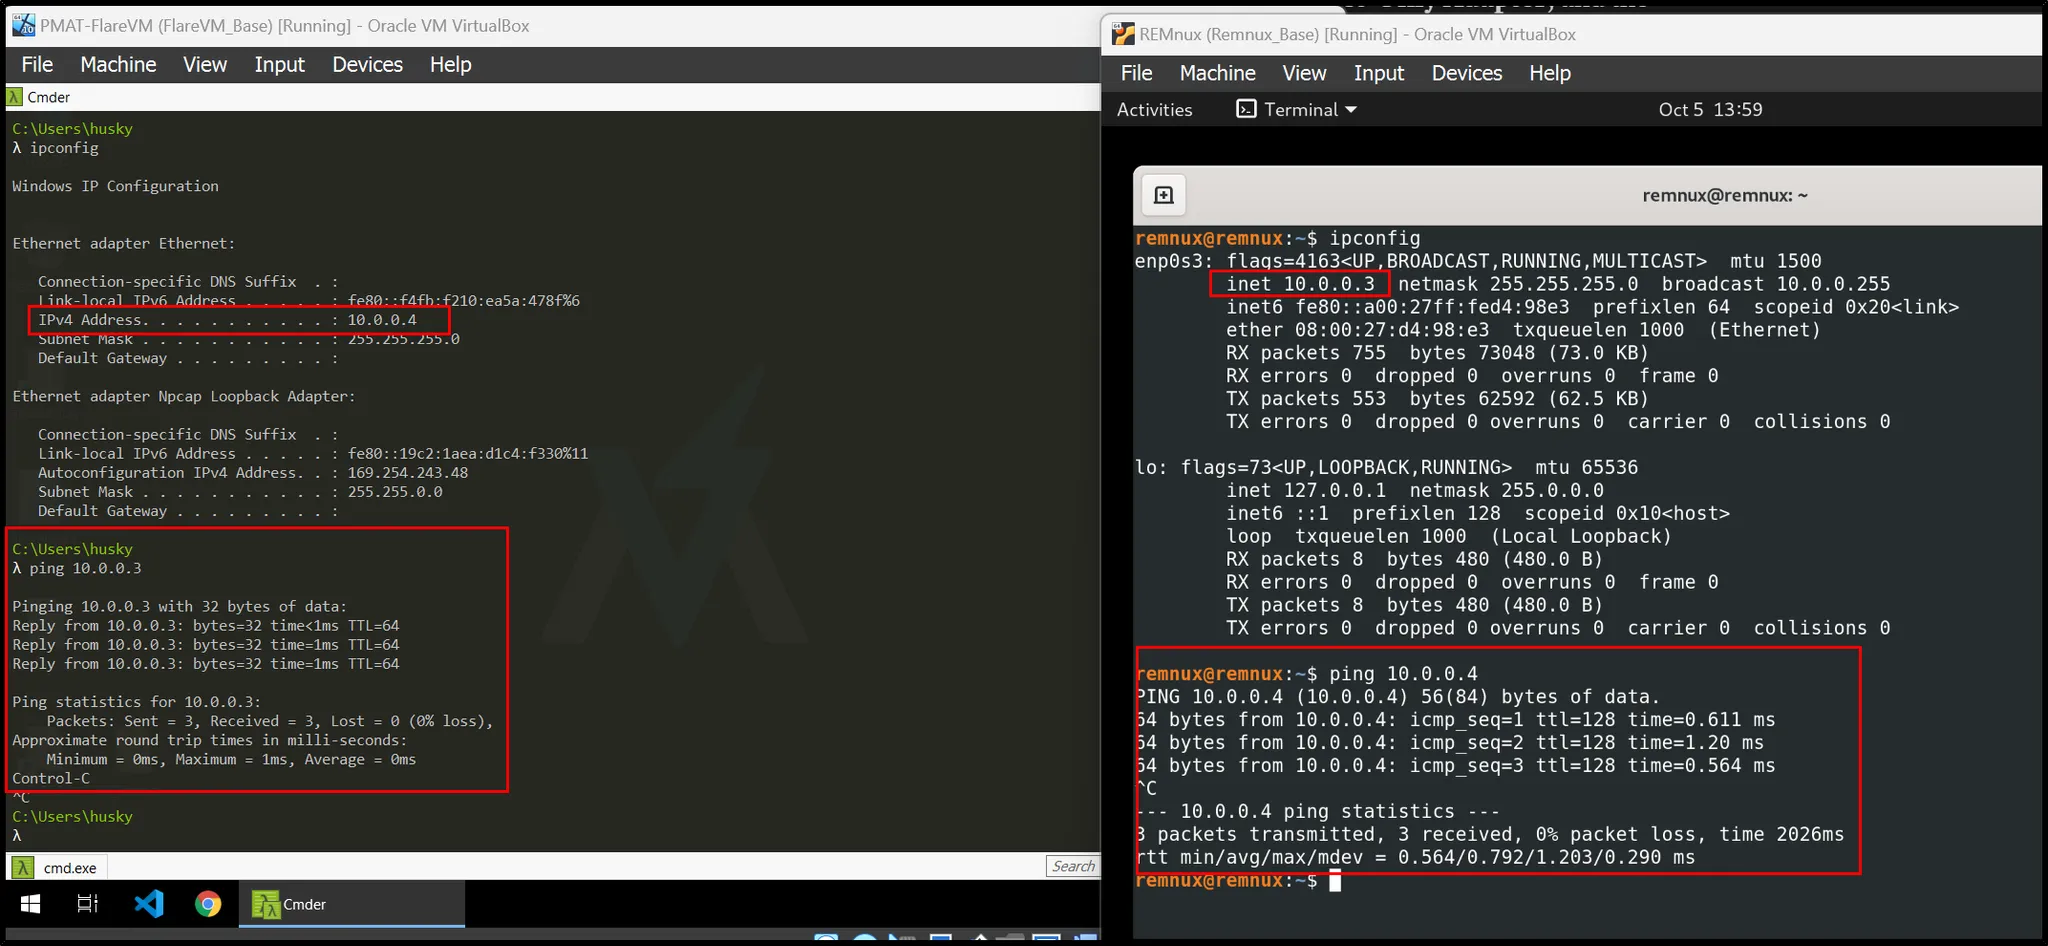 PMAT-FlareVM (FlareVM_Base) [Running] - Oracle VM VirtualBox
File Machine View Input Devices Help
Cmder
C:\Users\husky
λ ipconfig
Windows IP Configuration
Ethernet adapter Ethernet:
Connection-specific DNS Suffix . :
Link-local IPv6 Address . . . . . : fe80::f4fb:f210:ea5a:478f%6
IPv4 Address. . . . . . . . . . . : 10.0.0.4
Subnet Mask . . . . . . . . . . . : 255.255.255.0
Default Gateway . . . . . . . . . :
Ethernet adapter Npcap Loopback Adapter:
Connection-specific DNS Suffix . :
Link-local IPv6 Address . . . . . : fe80::19c2:1aea:d1c4:f330%11
Autoconfiguration IPv4 Address. . : 169.254.243.48
Subnet Mask . . . . . . . . . . . : 255.255.0.0
Default Gateway . . . . . . . . . :
C:\Users\husky
λ ping 10.0.0.3
Pinging 10.0.0.3 with 32 bytes of data:
Reply from 10.0.0.3: bytes=32 time<1ms TTL=64
Reply from 10.0.0.3: bytes=32 time=1ms TTL=64
Reply from 10.0.0.3: bytes=32 time=1ms TTL=64
Ping statistics for 10.0.0.3:
Packets: Sent = 3, Received = 3, Lost = 0 (0% loss),
Approximate round trip times in milli-seconds:
Minimum = 0ms, Maximum = 1ms, Average = 0ms
Control-C
^C
C:\Users\husky
λ
cmd.exe
Search
Cmder
REMnux (Remnux_Base) [Running] - Oracle VM VirtualBox
File Machine View Input Devices Help
Activities Terminal Oct 5 13:59
remnux@remnux: ~
remnux@remnux:~$ ipconfig
enp0s3: flags=4163<UP,BROADCAST,RUNNING,MULTICAST> mtu 1500
inet 10.0.0.3 netmask 255.255.255.0 broadcast 10.0.0.255
inet6 fe80::a00:27ff:fed4:98e3 prefixlen 64 scopeid 0x20<link>
ether 08:00:27:d4:98:e3 txqueuelen 1000 (Ethernet)
RX packets 755 bytes 73048 (73.0 KB)
RX errors 0 dropped 0 overruns 0 frame 0
TX packets 553 bytes 62592 (62.5 KB)
TX errors 0 dropped 0 overruns 0 carrier 0 collisions 0
lo: flags=73<UP,LOOPBACK,RUNNING> mtu 65536
inet 127.0.0.1 netmask 255.0.0.0
inet6 ::1 prefixlen 128 scopeid 0x10<host>
loop txqueuelen 1000 (Local Loopback)
RX packets 8 bytes 480 (480.0 B)
RX errors 0 dropped 0 overruns 0 frame 0
TX packets 8 bytes 480 (480.0 B)
TX errors 0 dropped 0 overruns 0 carrier 0 collisions 0
remnux@remnux:~$ ping 10.0.0.4
PING 10.0.0.4 (10.0.0.4) 56(84) bytes of data.
64 bytes from 10.0.0.4: icmp_seq=1 ttl=128 time=0.611 ms
64 bytes from 10.0.0.4: icmp_seq=2 ttl=128 time=1.20 ms
64 bytes from 10.0.0.4: icmp_seq=3 ttl=128 time=0.564 ms
^C
--- 10.0.0.4 ping statistics ---
3 packets transmitted, 3 received, 0% packet loss, time 2026ms
rtt min/avg/max/mdev = 0.564/0.792/1.203/0.290 ms
remnux@remnux:~$